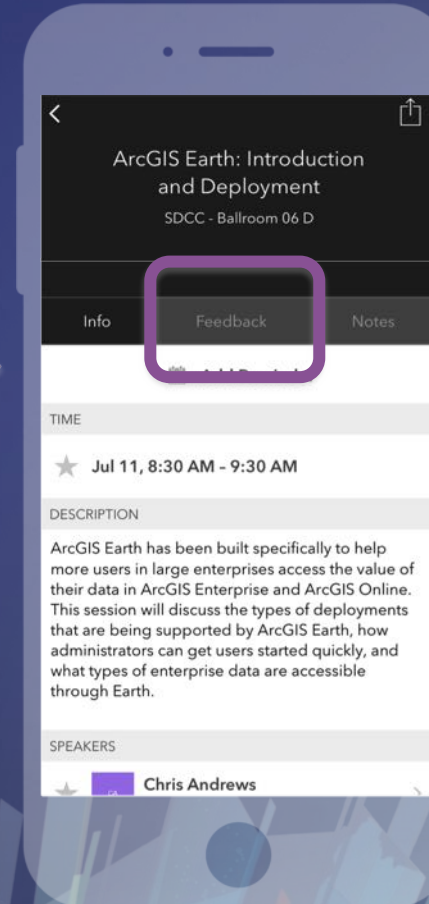 ArcGIS Earth: Introduction
and Deployment
SDCC - Ballroom 06 D
Info Feedback Notes
TIME
Jul 11, 8:30 AM – 9:30 AM
DESCRIPTION
ArcGIS Earth has been built specifically to help
more users in large enterprises access the value of
their data in ArcGIS Enterprise and ArcGIS Online.
This session will discuss the types of deployments
that are being supported by ArcGIS Earth, how
administrators can get users started quickly, and
what types of enterprise data are accessible
through Earth.
SPEAKERS
Chris Andrews